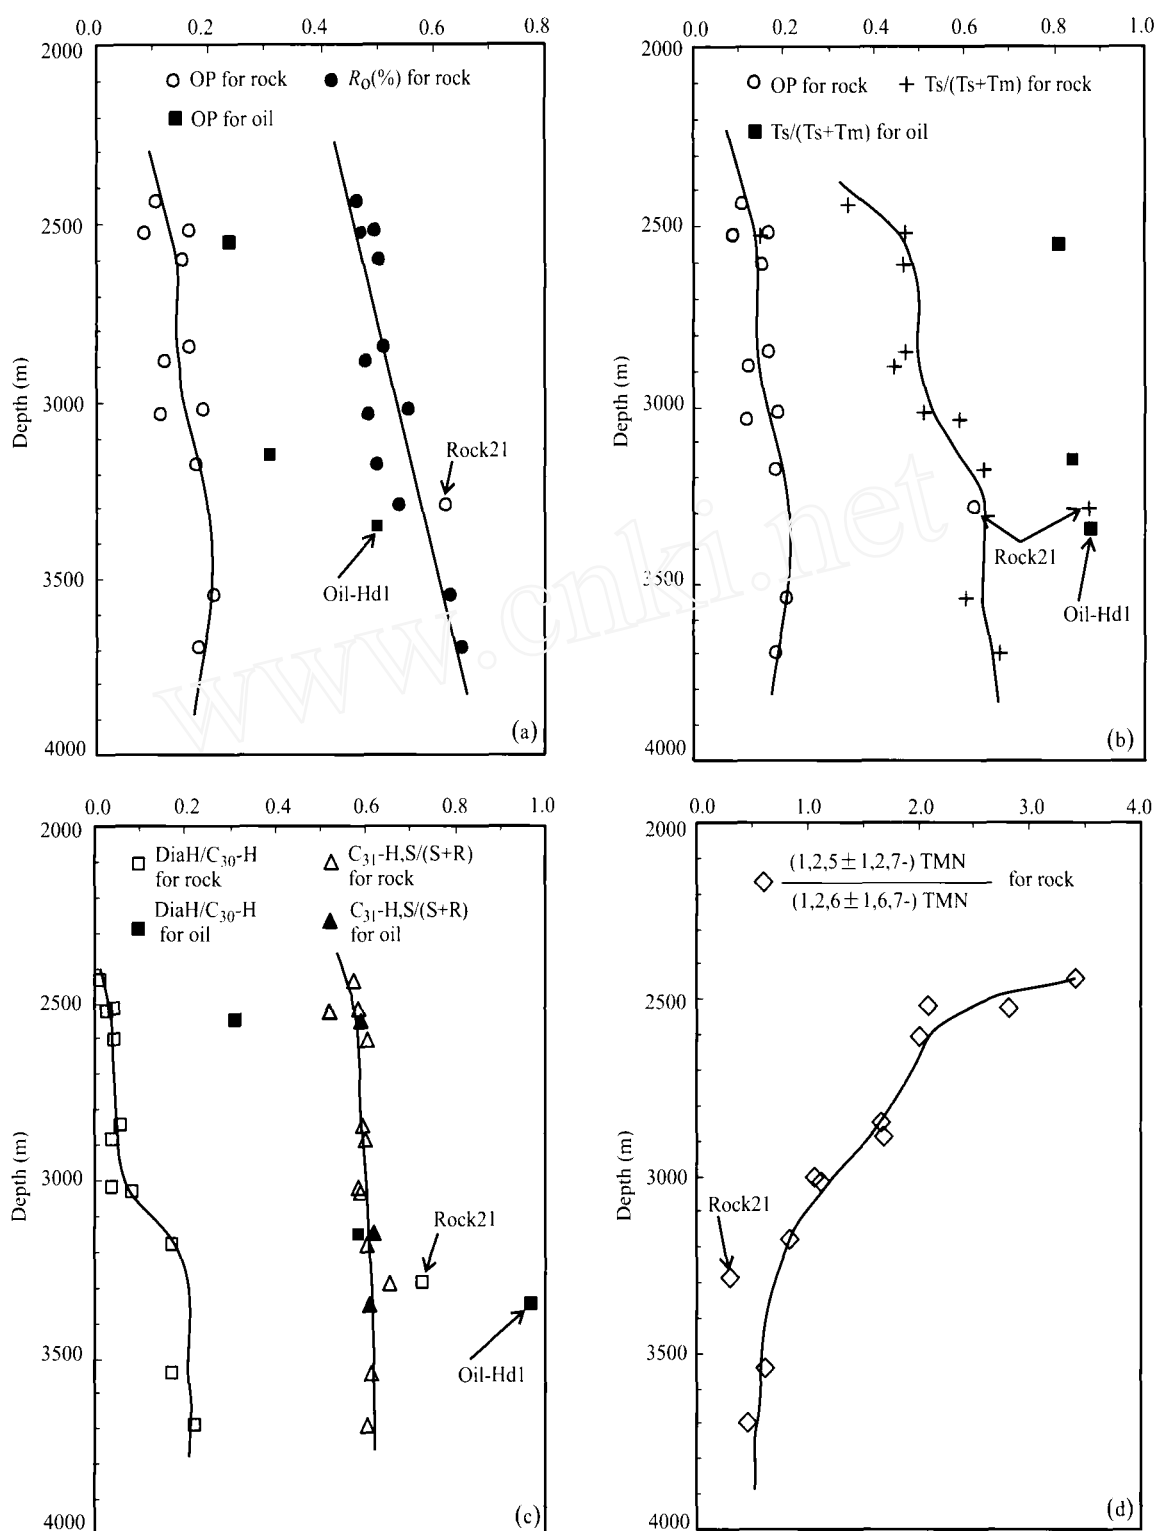 0.0 0.2 0.4 0.6 0.8
2000
OP for rock R_O(%) for rock
OP for oil
2500
Depth (m)
3000
Rock21
3500
Oil-Hd1
(a)
4000
0.0 0.2 0.4 0.6 0.8 1.0
2000
OP for rock Ts/(Ts+Tm) for rock
Ts/(Ts+Tm) for oil
2500
Depth (m)
3000
Rock21
3500
Oil-Hd1
(b)
4000
www.cnki.net
0.0 0.2 0.4 0.6 0.8 1.0
2000
DiaH/C30-H C31-H,S/(S+R)
for rock for rock
DiaH/C30-H C31-H,S/(S+R)
for oil for oil
2500
Depth (m)
3000
Rock21
3500
Oil-Hd1
(c)
4000
0.0 2.0 3.0 4.0
2000
(1,2,5±1,2,7-) TMN
for rock
(1,2,6±1,6,7-) TMN
2500
Depth (m)
3000
Rock21
3500
(d)
4000